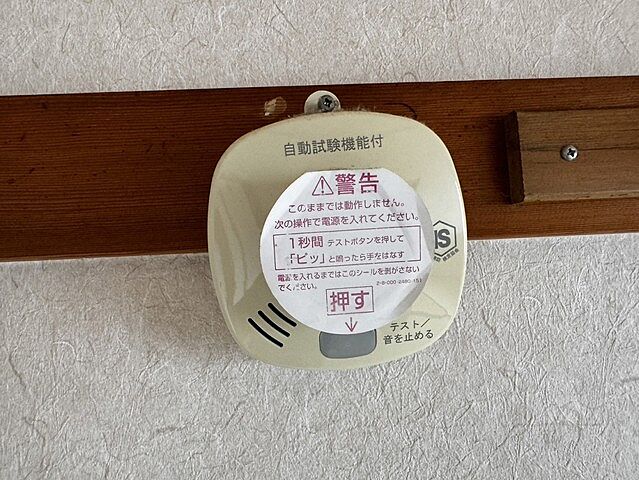 自動試験機能付
⚠警告
このままでは動作しません。
次の操作で電源を入れてください。
1秒間 テストボタンを押して
「ピッ」と鳴ったら手をはなす
電源を入れるまではこのシールを剥がさない
でください。
2-8-000-2480-151
押す
↓
テスト/
音を止める
S